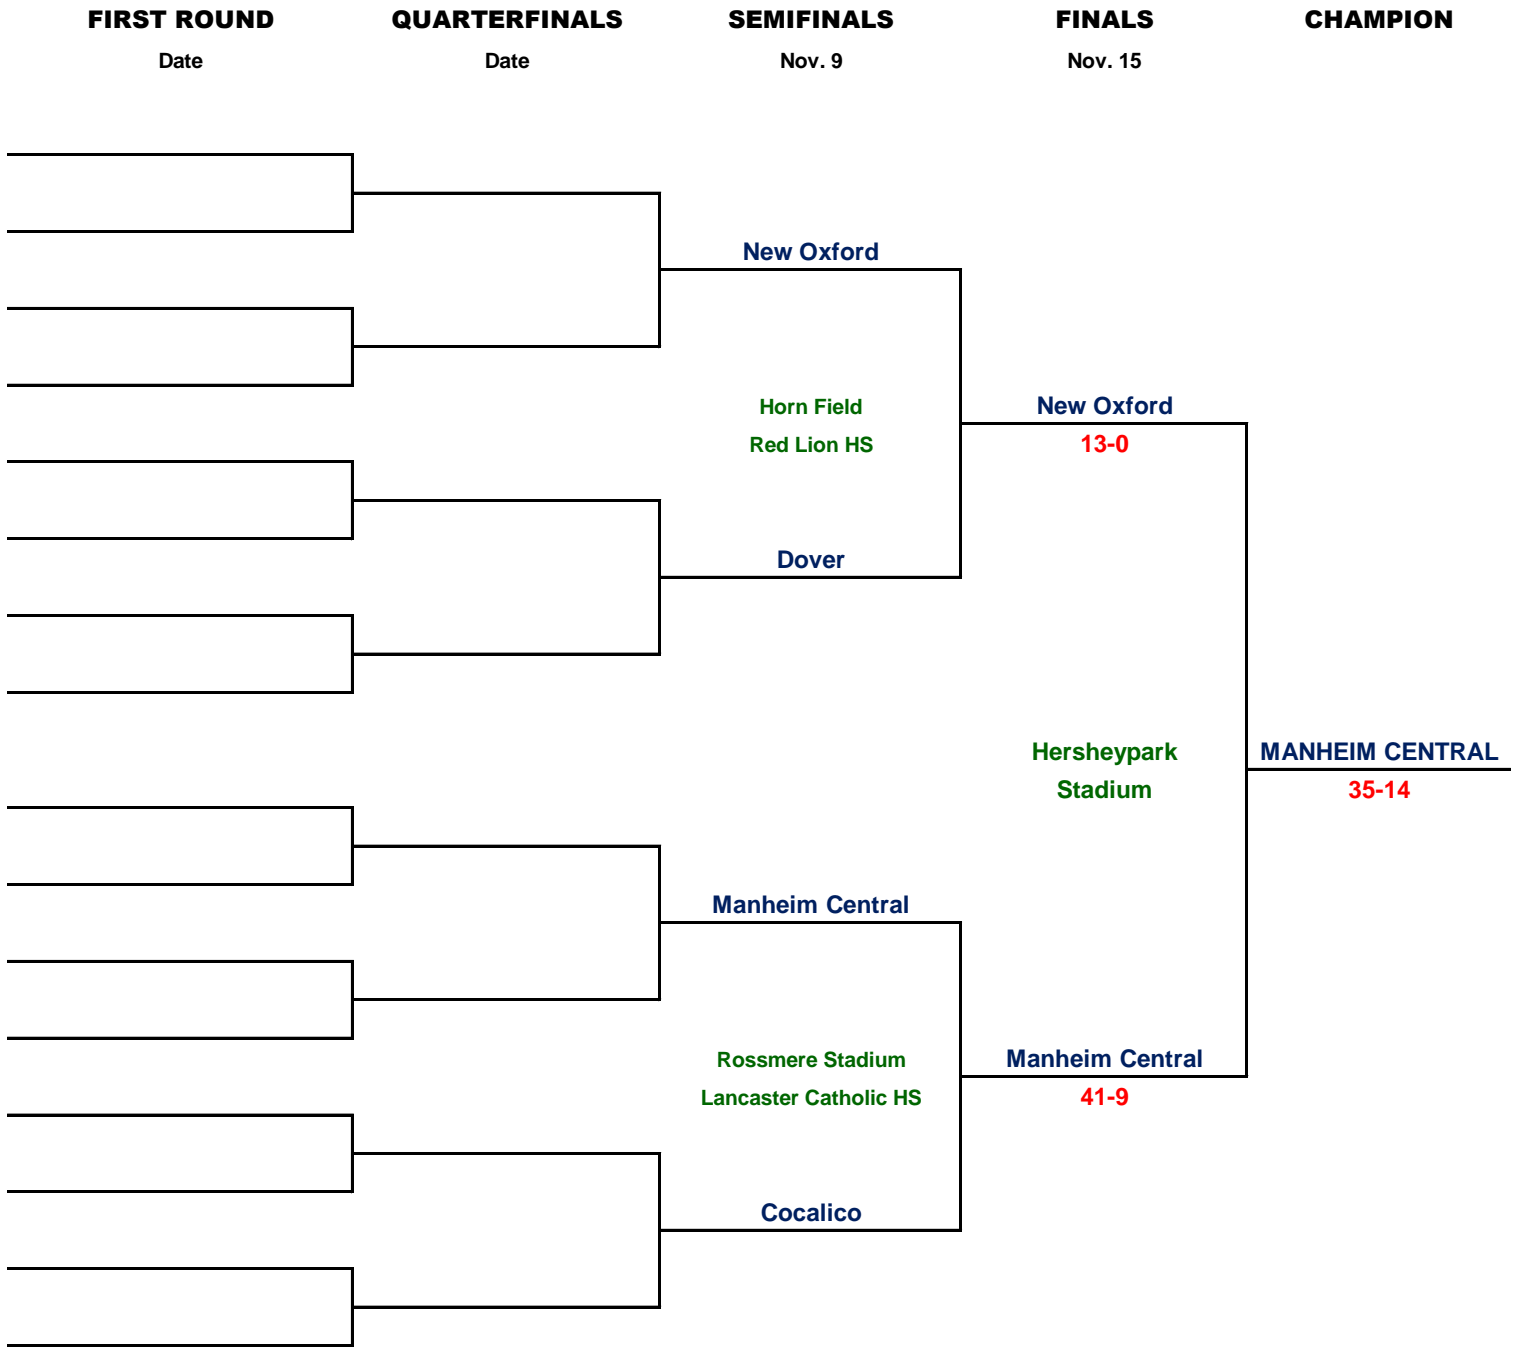 FIRST ROUND
QUARTERFINALS
SEMIFINALS
FINALS
CHAMPION
Date
Date
Nov. 9
Nov. 15
New Oxford
Horn Field
Red Lion HS
New Oxford
13-0
Dover
Hersheypark
Stadium
MANHEIM CENTRAL
35-14
Manheim Central
Rossmere Stadium
Lancaster Catholic HS
Manheim Central
41-9
Cocalico